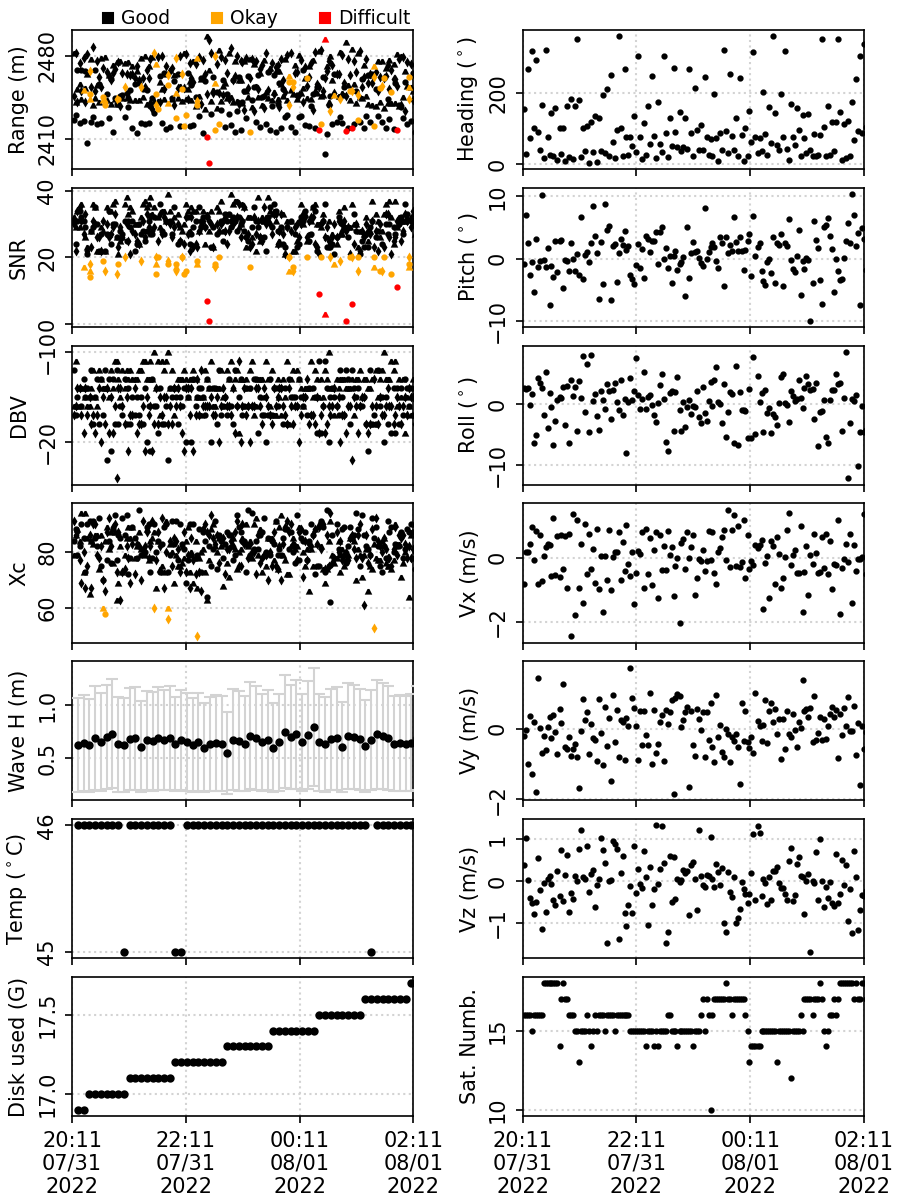 Good Okay Difficult
Range (m)
2480
2410
SNR
40
20
00
DBV
−10
−20
Xc
80
60
Wave H (m)
1.0
0.5
Temp (°C)
46
45
Disk used (G)
17.5
17.0
20:11 22:11 00:11 02:11
07/31 07/31 08/01 08/01
2022 2022 2022 2022
Heading (°)
200
0
Pitch (°)
10
0
−10
Roll (°)
0
−10
Vx (m/s)
0
−2
Vy (m/s)
0
−2
Vz (m/s)
1
0
−1
Sat. Numb.
15
10
20:11 22:11 00:11 02:11
07/31 07/31 08/01 08/01
2022 2022 2022 2022